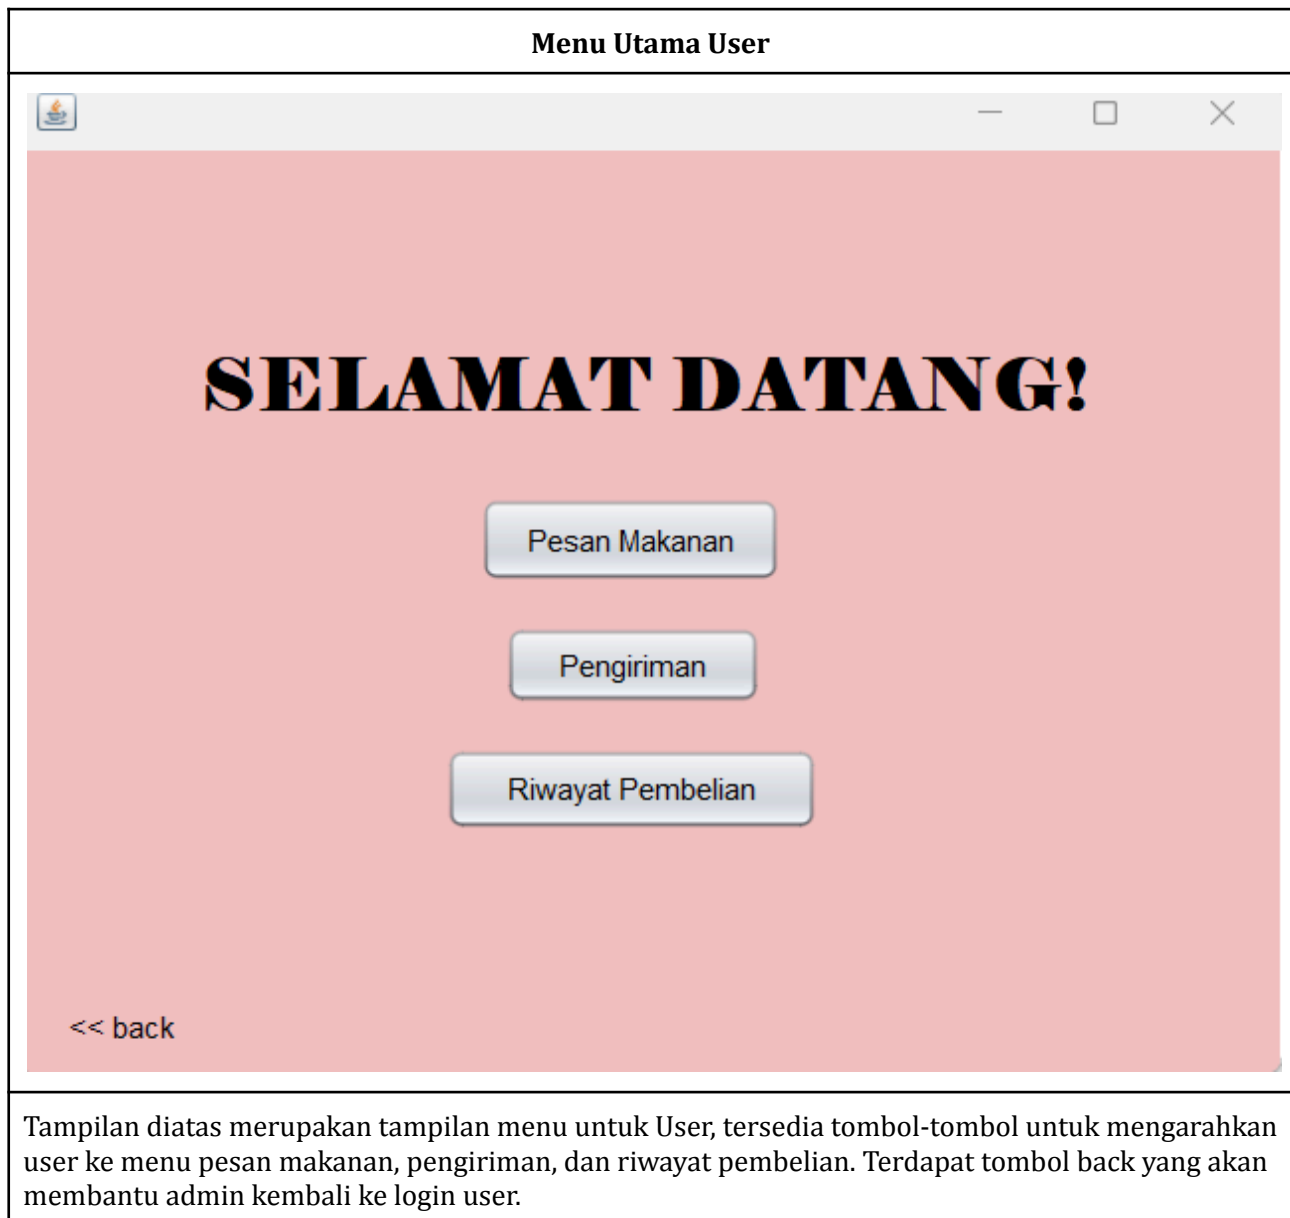 Menu Utama User
SELAMAT DATANG!
Pesan Makanan
Pengiriman
Riwayat Pembelian
<< back
Tampilan diatas merupakan tampilan menu untuk User, tersedia tombol-tombol untuk mengarahkan
user ke menu pesan makanan, pengiriman, dan riwayat pembelian. Terdapat tombol back yang akan
membantu admin kembali ke login user.